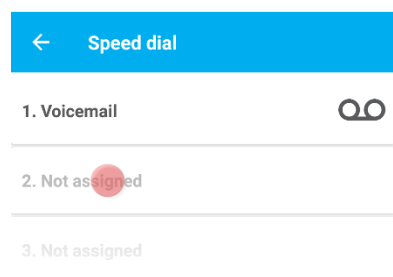 Speed dial
1. Voicemail
2. Not assigned
3. Not assigned